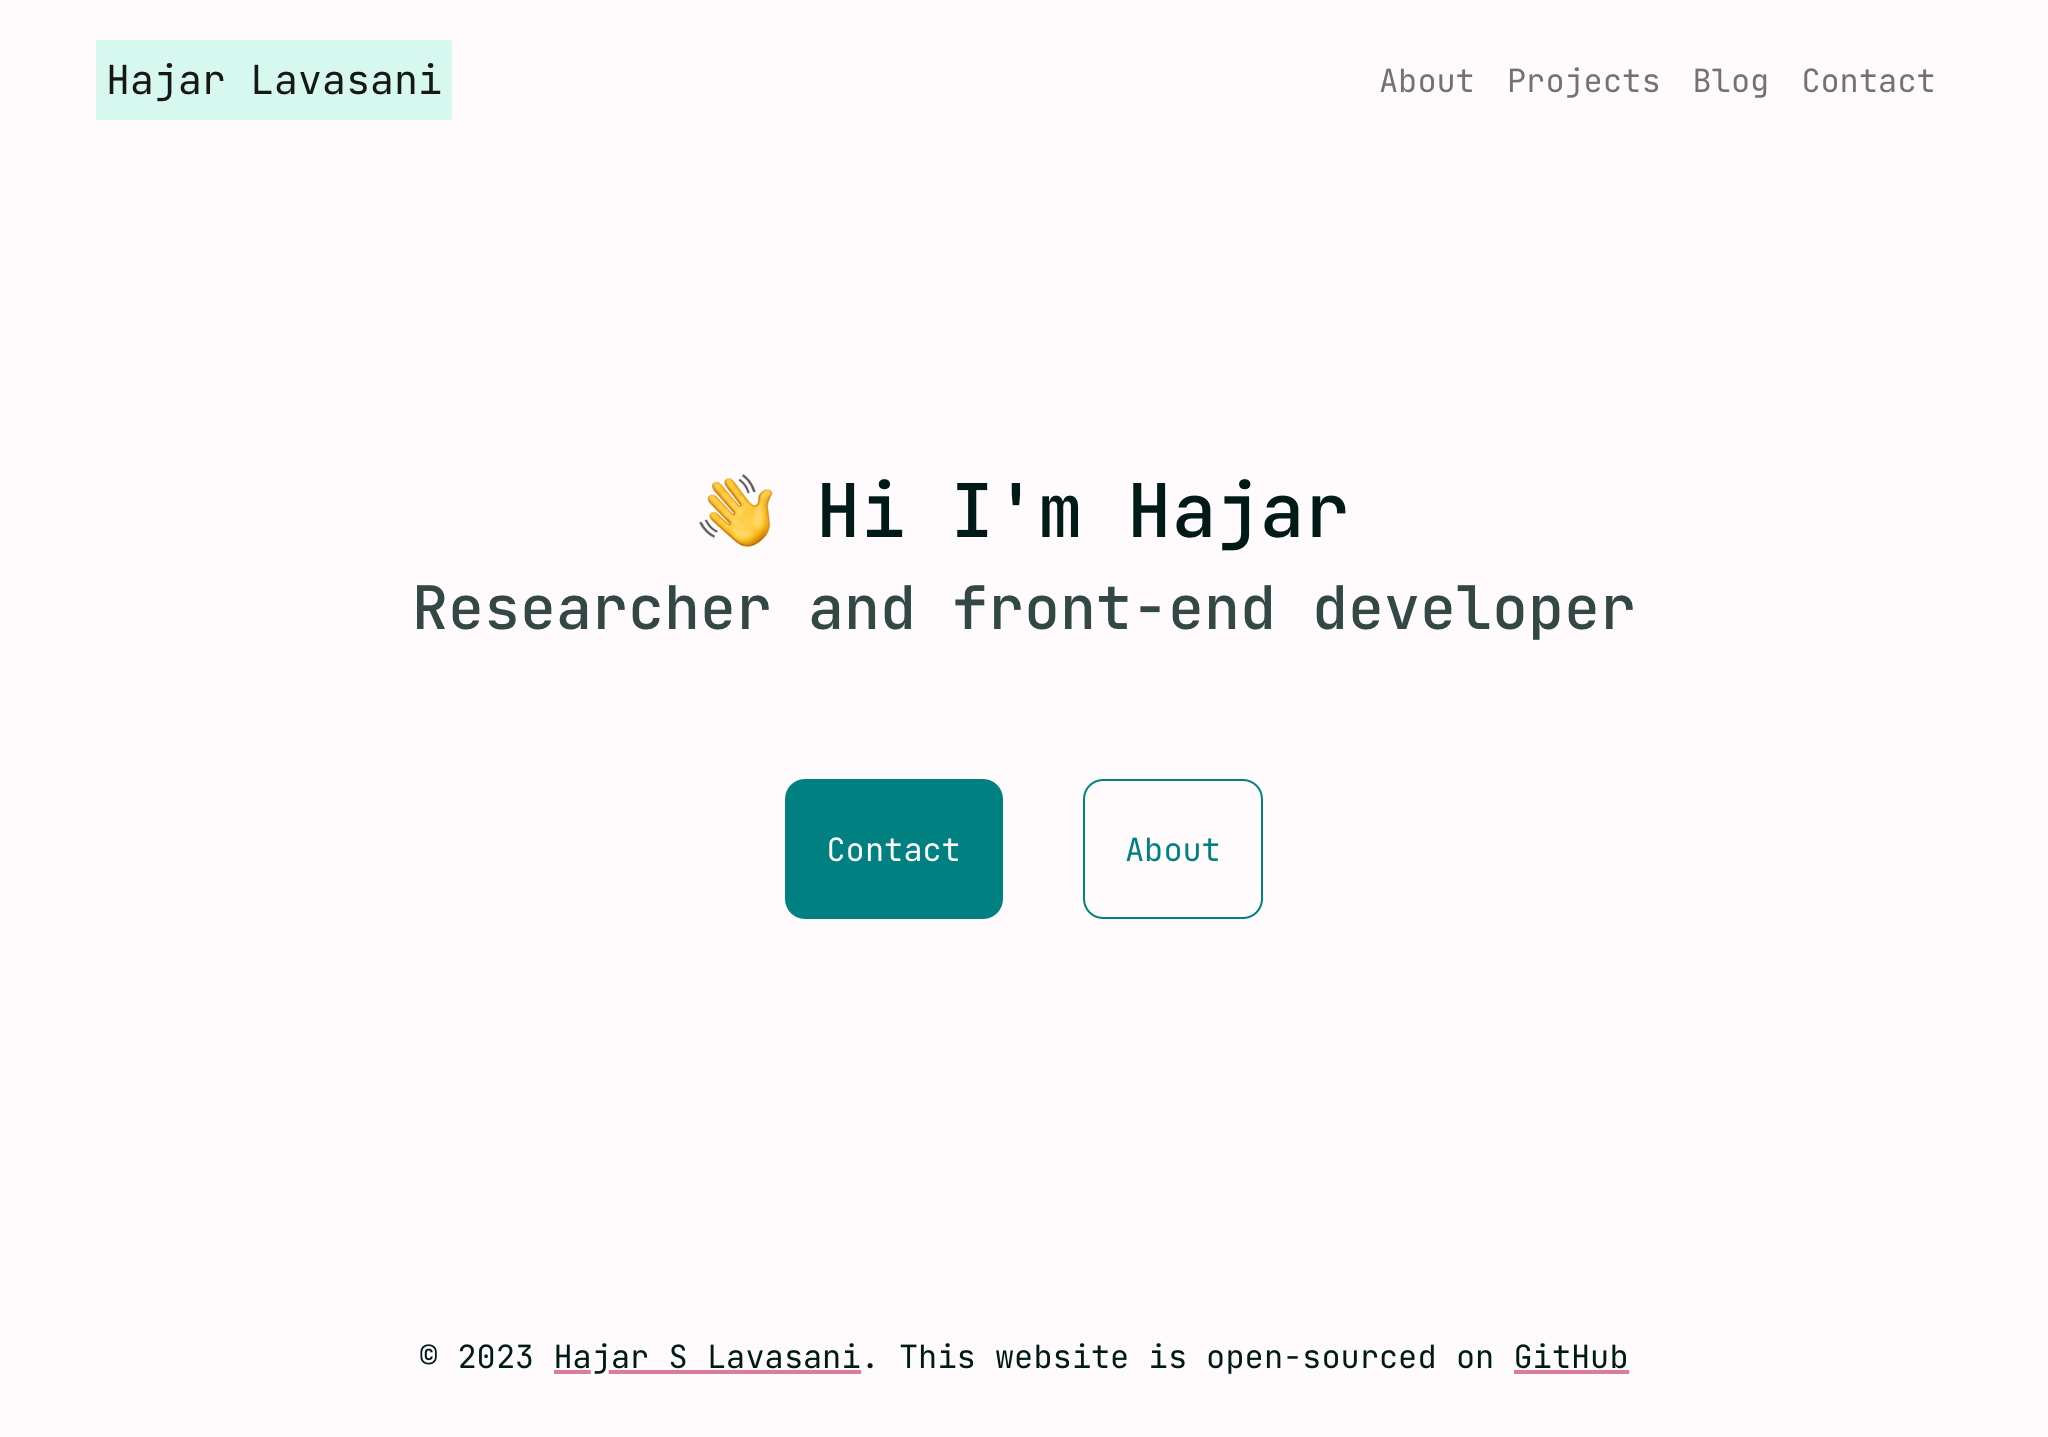 Hajar Lavasani
About Projects Blog Contact
👋 Hi I'm Hajar
Researcher and front-end developer
Contact
About
© 2023 Hajar S Lavasani. This website is open-sourced on GitHub